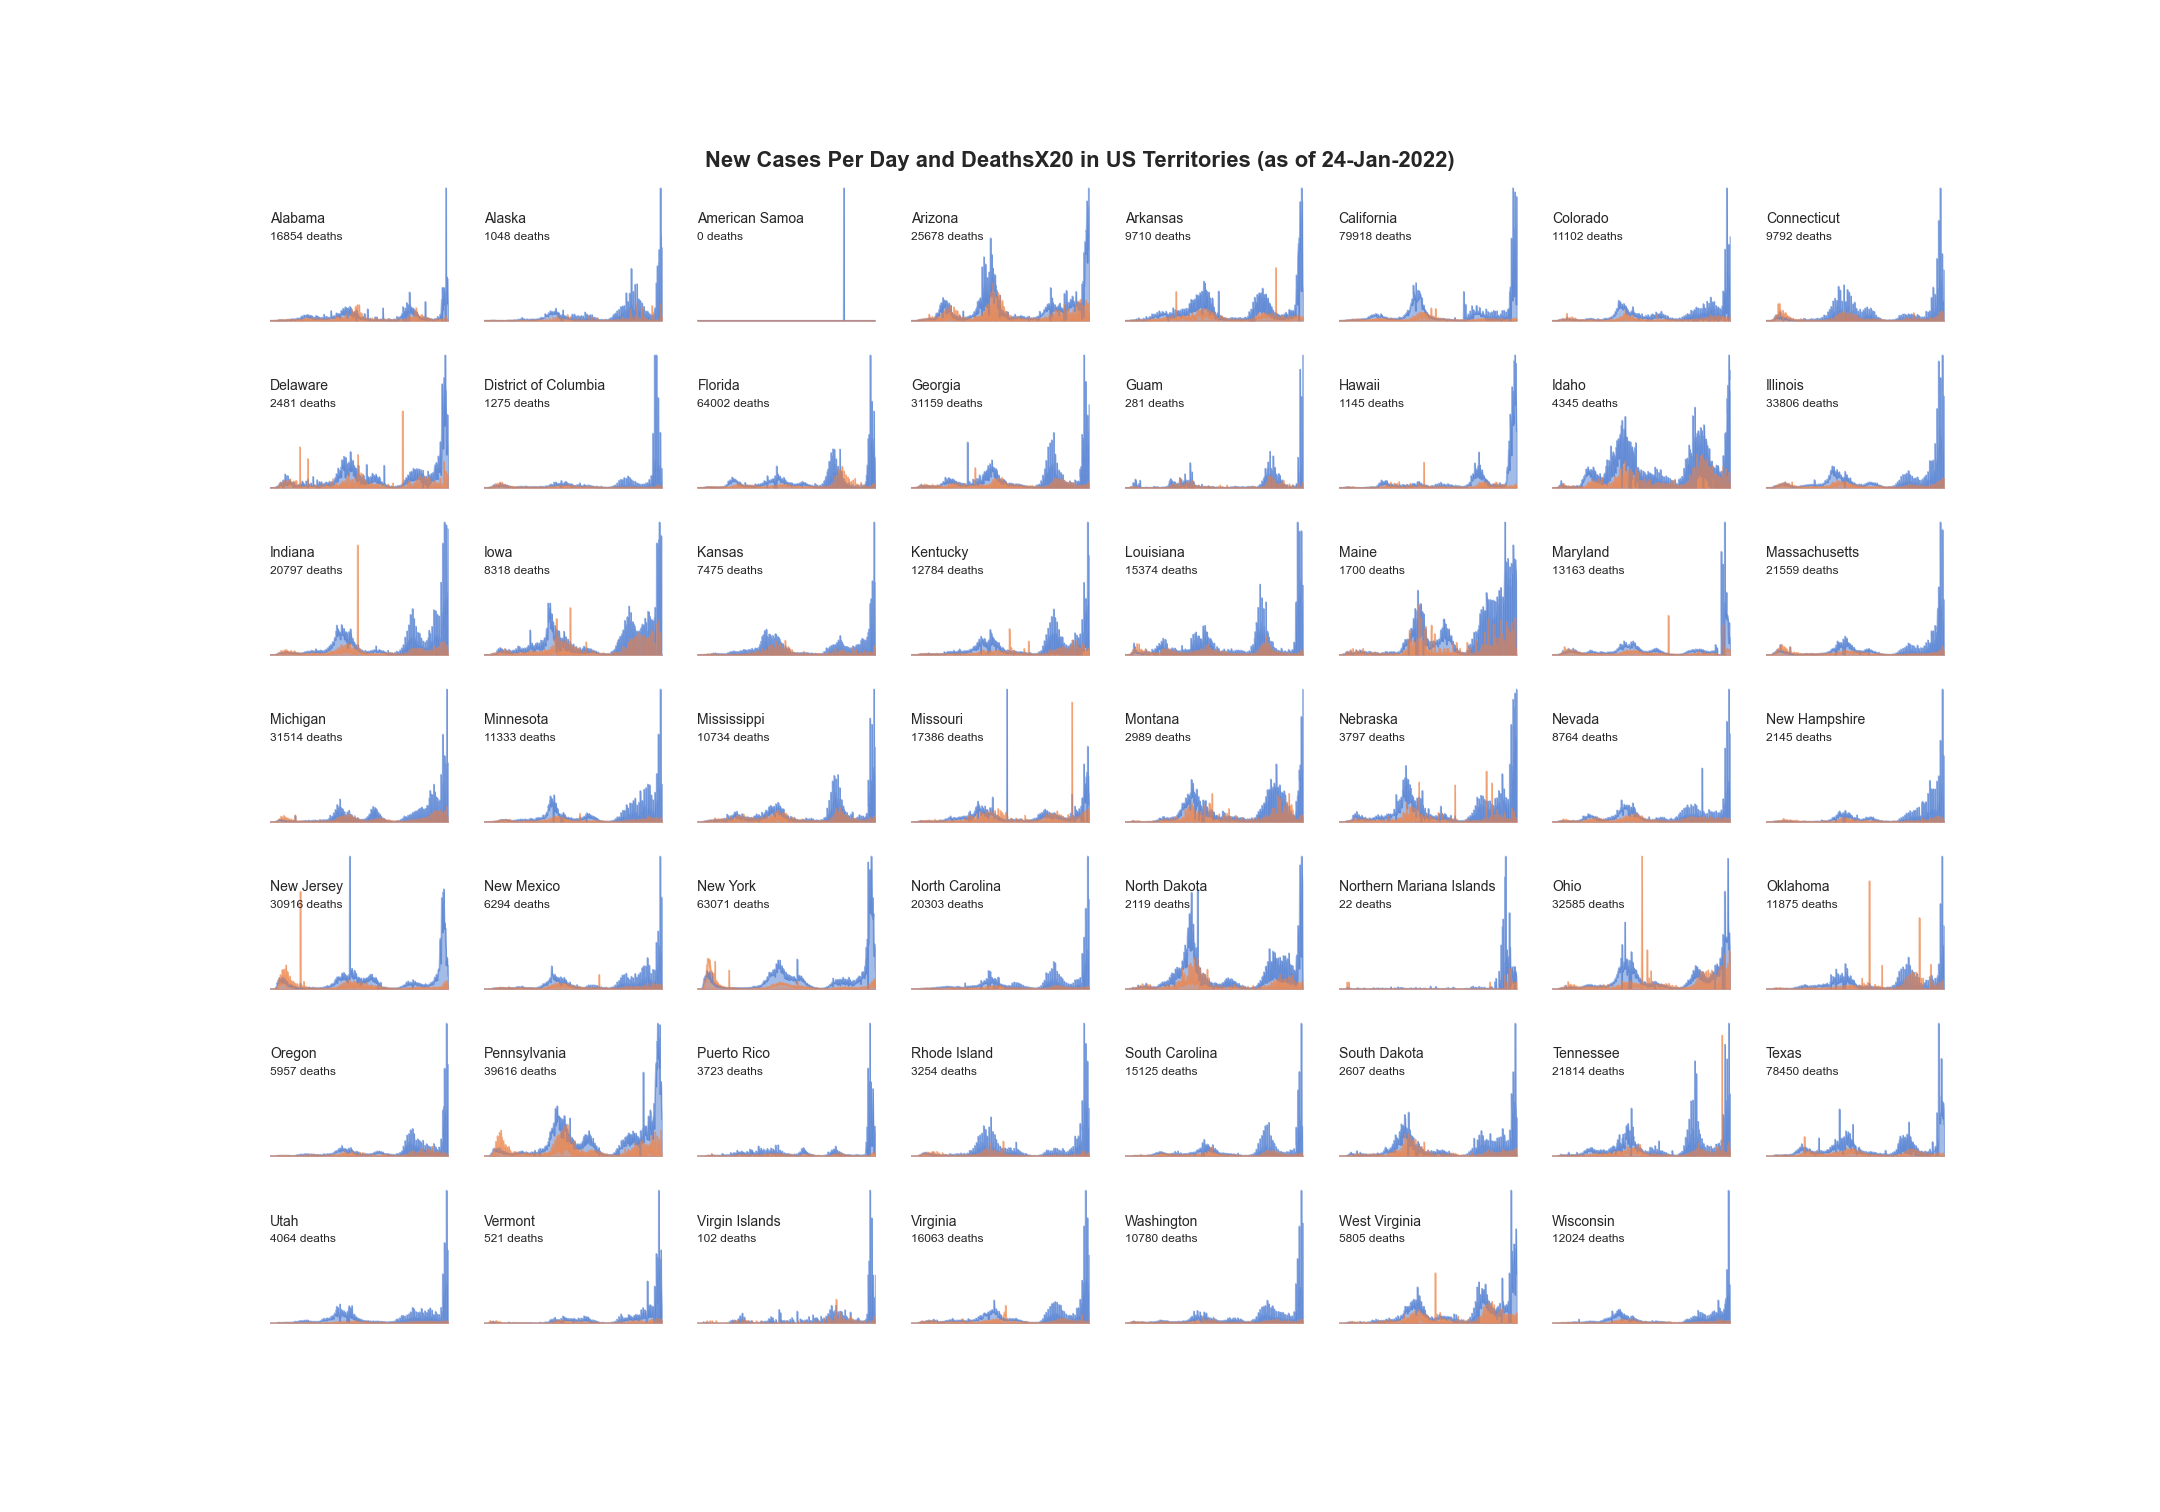 New Cases Per Day and DeathsX20 in US Territories (as of 24-Jan-2022)
Alabama
16854 deaths
Alaska
1048 deaths
American Samoa
0 deaths
Arizona
25678 deaths
Arkansas
9710 deaths
California
79918 deaths
Colorado
11102 deaths
Connecticut
9792 deaths
Delaware
2481 deaths
District of Columbia
1275 deaths
Florida
64002 deaths
Georgia
31159 deaths
Guam
281 deaths
Hawaii
1145 deaths
Idaho
4345 deaths
Illinois
33806 deaths
Indiana
20797 deaths
Iowa
8318 deaths
Kansas
7475 deaths
Kentucky
12784 deaths
Louisiana
15374 deaths
Maine
1700 deaths
Maryland
13163 deaths
Massachusetts
21559 deaths
Michigan
31514 deaths
Minnesota
11333 deaths
Mississippi
10734 deaths
Missouri
17386 deaths
Montana
2989 deaths
Nebraska
3797 deaths
Nevada
8764 deaths
New Hampshire
2145 deaths
New Jersey
30916 deaths
New Mexico
6294 deaths
New York
63071 deaths
North Carolina
20303 deaths
North Dakota
2119 deaths
Northern Mariana Islands
22 deaths
Ohio
32585 deaths
Oklahoma
11875 deaths
Oregon
5957 deaths
Pennsylvania
39616 deaths
Puerto Rico
3723 deaths
Rhode Island
3254 deaths
South Carolina
15125 deaths
South Dakota
2607 deaths
Tennessee
21814 deaths
Texas
78450 deaths
Utah
4064 deaths
Vermont
521 deaths
Virgin Islands
102 deaths
Virginia
16063 deaths
Washington
10780 deaths
West Virginia
5805 deaths
Wisconsin
12024 deaths